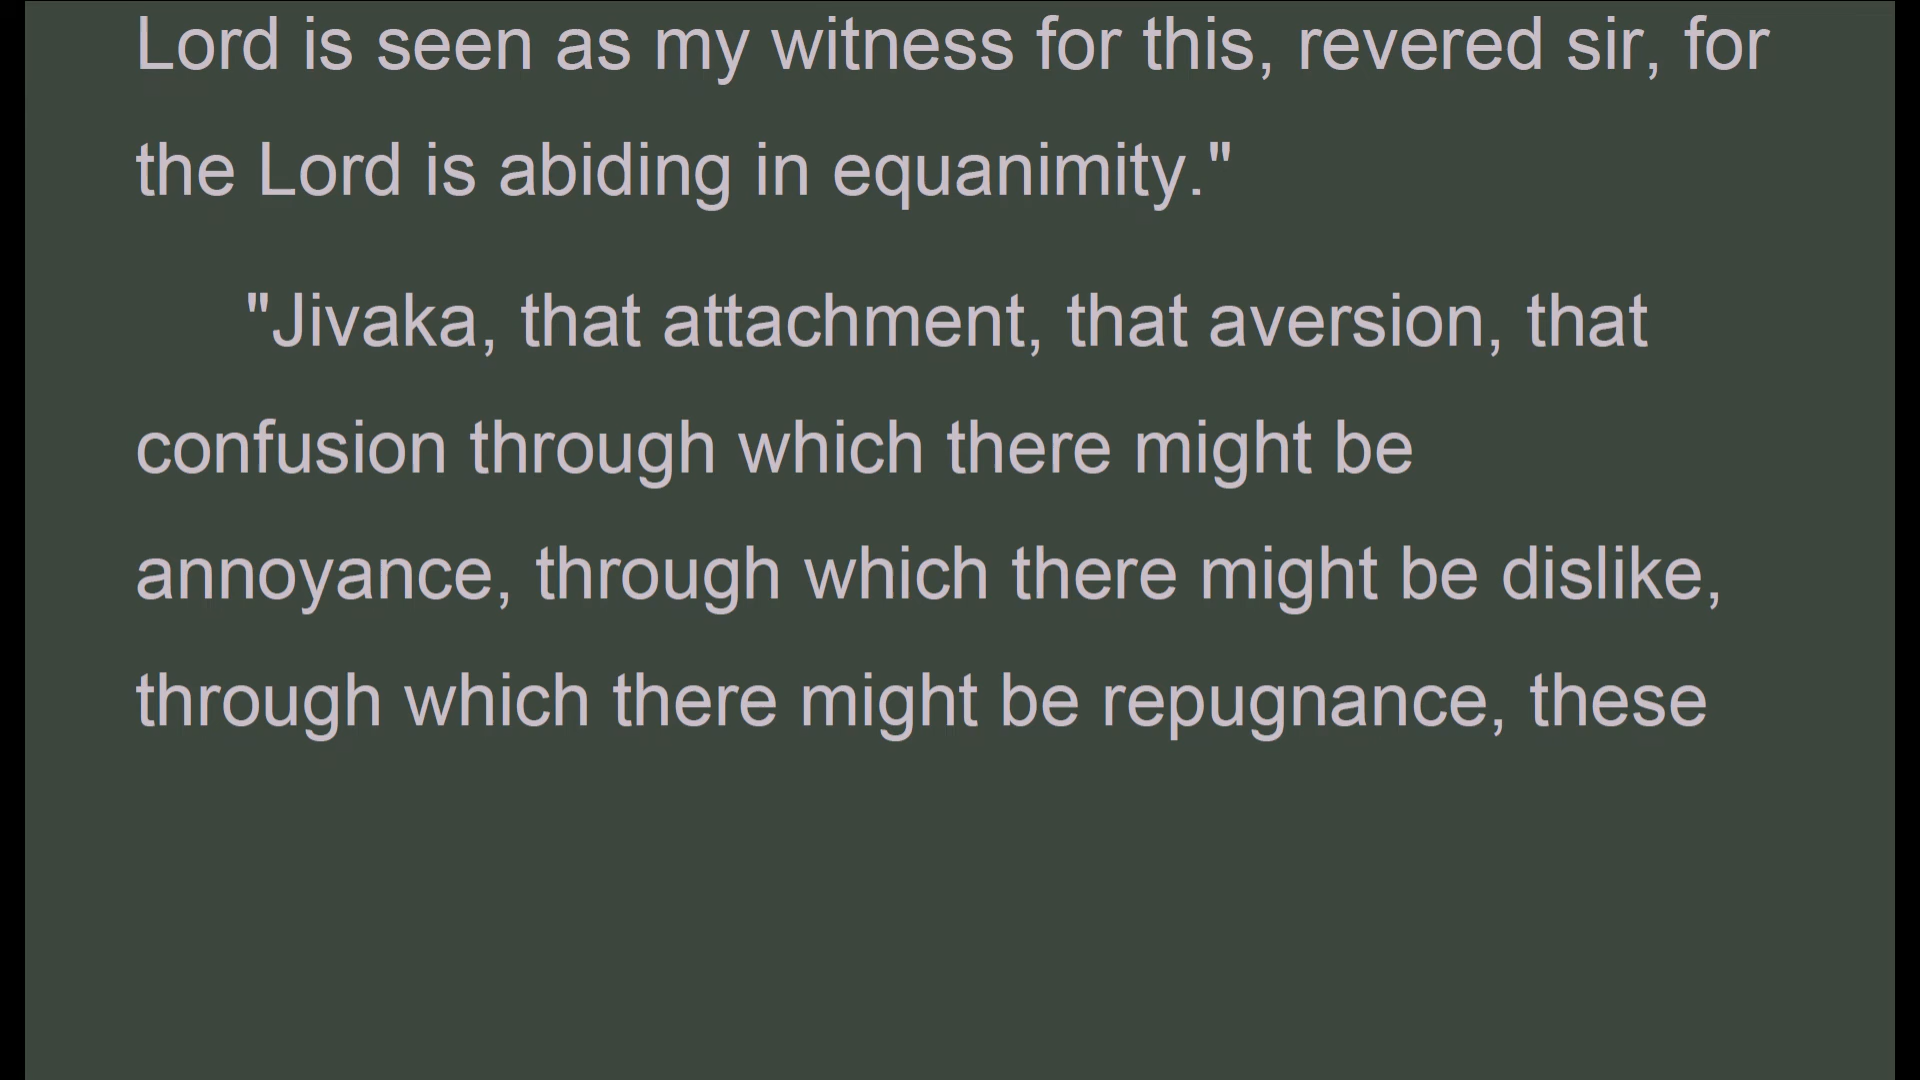 Lord is seen as my witness for this, revered sir, for
the Lord is abiding in equanimity."
"Jivaka, that attachment, that aversion, that
confusion through which there might be
annoyance, through which there might be dislike,
through which there might be repugnance, these